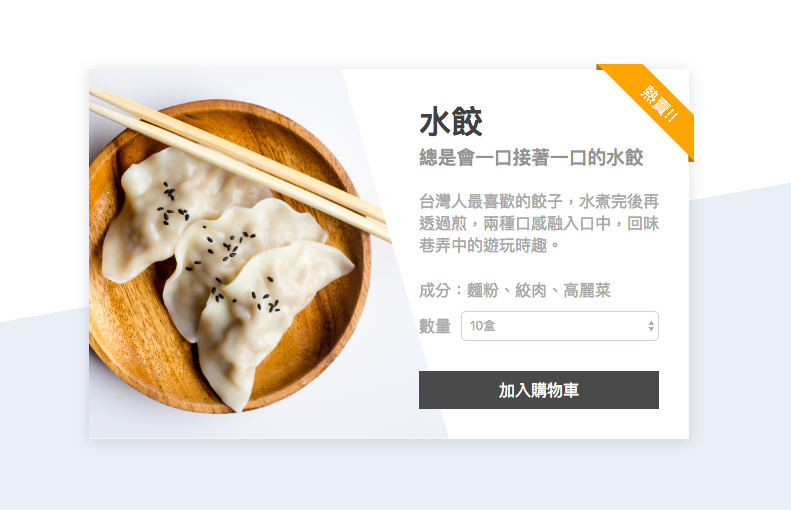 熱賣!!
水餃
總是會一口接著一口的水餃
台灣人最喜歡的餃子，水煮完後再
透過煎，兩種口感融入口中，回味
巷弄中的遊玩時趣。
成分：麵粉、絞肉、高麗菜
數量 10盒
加入購物車